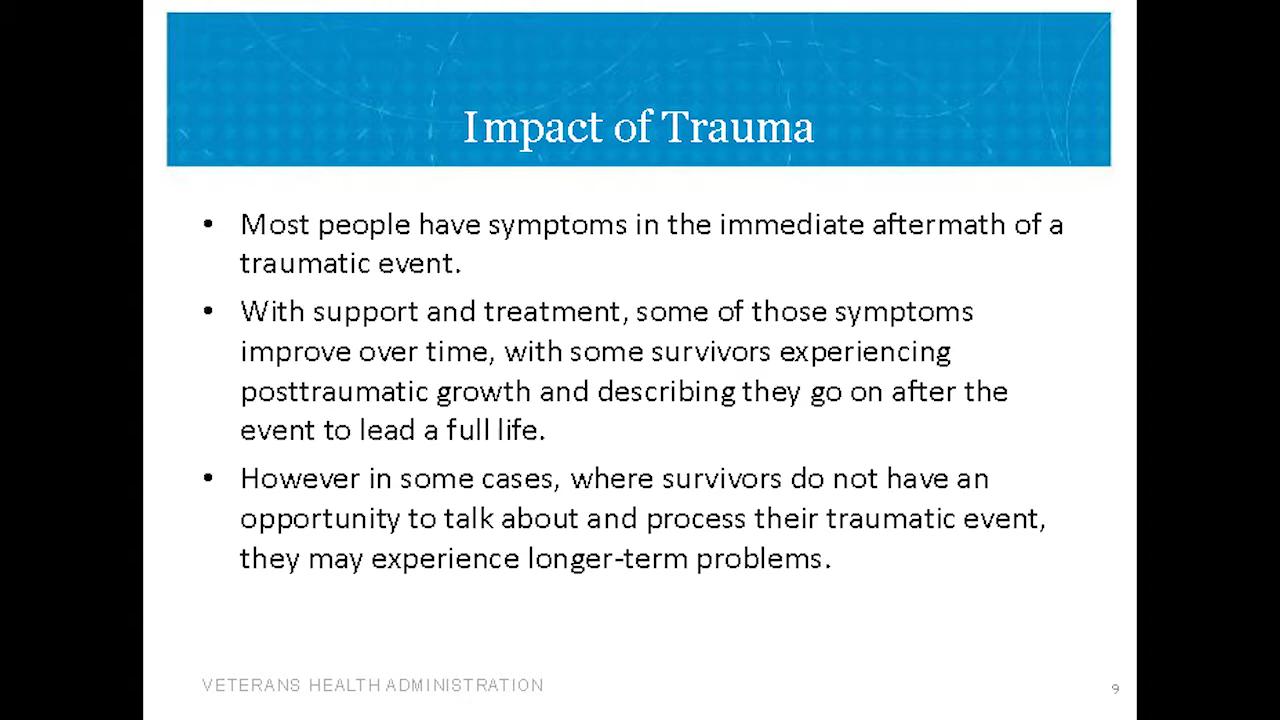 Impact of Trauma
• Most people have symptoms in the immediate aftermath of a
traumatic event.
• With support and treatment, some of those symptoms
improve over time, with some survivors experiencing
posttraumatic growth and describing they go on after the
event to lead a full life.
• However in some cases, where survivors do not have an
opportunity to talk about and process their traumatic event,
they may experience longer-term problems.
VETERANS HEALTH ADMINISTRATION
9